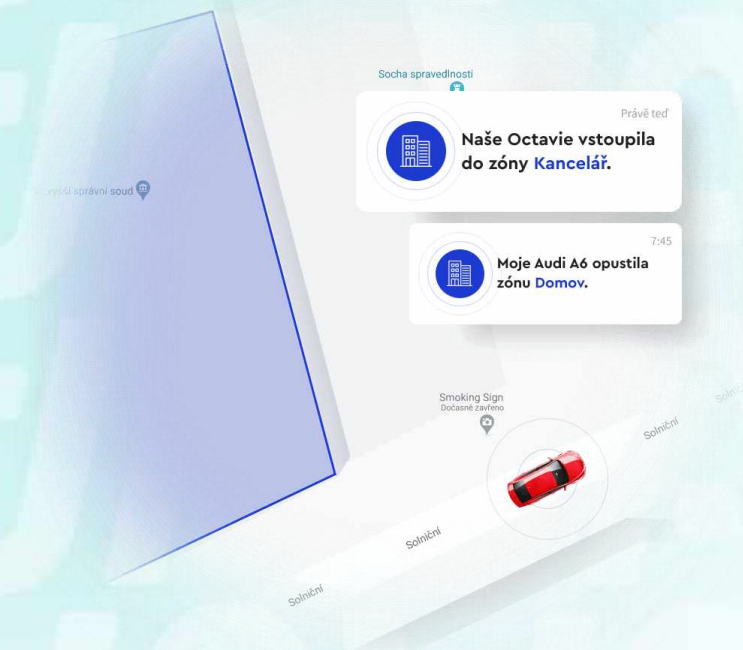 Socha spravedlnosti
Právě teď
Naše Octavie vstoupila
do zóny Kancelář.
správní soud
7:45
Moje Audi A6 opustila
zónu Domov.
Smoking Sign
Dočasně zavřeno
Solniční
Solniční
Solniční